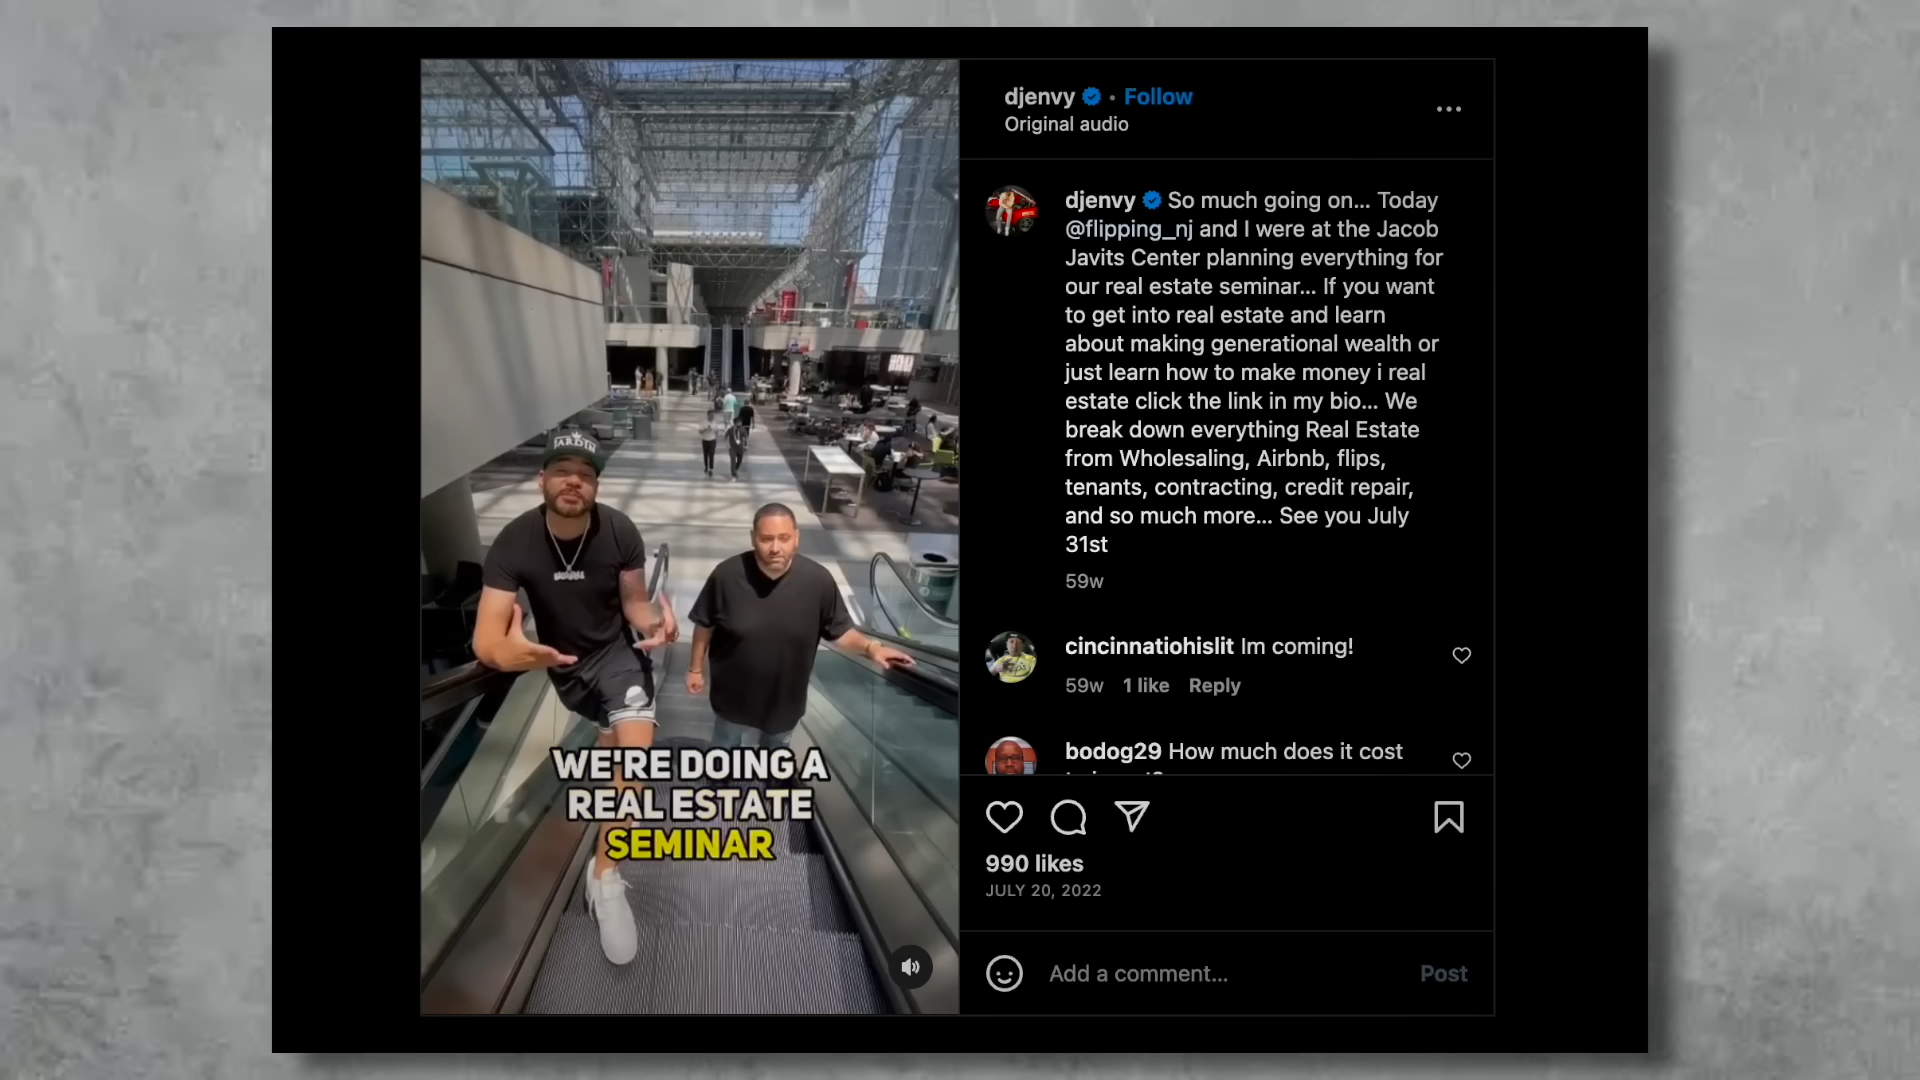 JARDÍN
WE'RE DOING A
REAL ESTATE
SEMINAR
djenvy • Follow
Original audio
djenvy So much going on... Today
@flipping_nj and I were at the Jacob
Javits Center planning everything for
our real estate seminar... If you want
to get into real estate and learn
about making generational wealth or
just learn how to make money i real
estate click the link in my bio... We
break down everything Real Estate
from Wholesaling, Airbnb, flips,
tenants, contracting, credit repair,
and so much more... See you July
31st
59w
cincinnatiohislit Im coming!
59w 1 like Reply
bodog29 How much does it cost
990 likes
JULY 20, 2022
Add a comment... Post